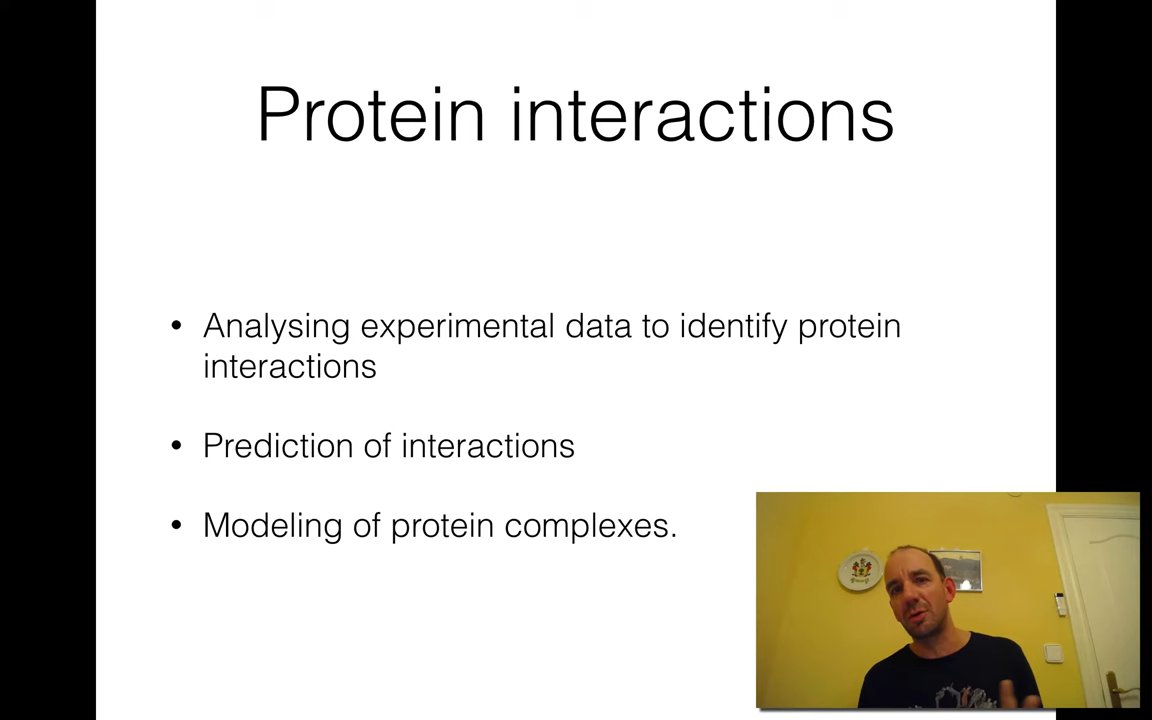 Protein interactions
• Analysing experimental data to identify protein
interactions
• Prediction of interactions
• Modeling of protein complexes.